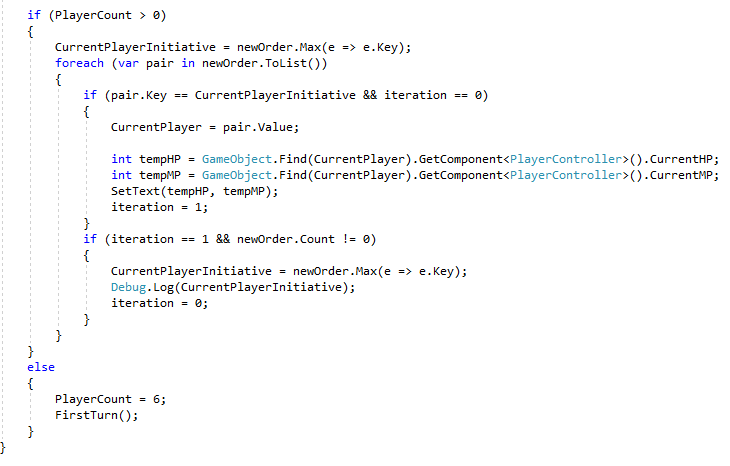 if (PlayerCount > 0)
{
CurrentPlayerInitiative = newOrder.Max(e => e.Key);
foreach (var pair in newOrder.ToList())
{
if (pair.Key == CurrentPlayerInitiative && iteration == 0)
{
CurrentPlayer = pair.Value;
int tempHP = GameObject.Find(CurrentPlayer).GetComponent<PlayerController>().CurrentHP;
int tempMP = GameObject.Find(CurrentPlayer).GetComponent<PlayerController>().CurrentMP;
SetText(tempHP, tempMP);
iteration = 1;
}
if (iteration == 1 && newOrder.Count != 0)
{
CurrentPlayerInitiative = newOrder.Max(e => e.Key);
Debug.Log(CurrentPlayerInitiative);
iteration = 0;
}
}
}
else
{
PlayerCount = 6;
FirstTurn();
}
}